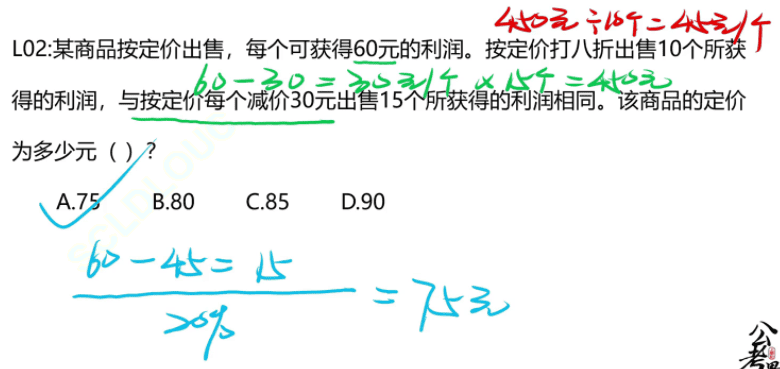 450元÷10个=45元/个
L02:某商品按定价出售，每个可获得60元的利润。按定价打八折出售10个所获
60-30=30元/个×15个=450元
得的利润，与按定价每个减价30元出售15个所获得的利润相同。该商品的定价
为多少元（ ）?
A.75 B.80 C.85 D.90
60-45=15
20%
=75元
公考